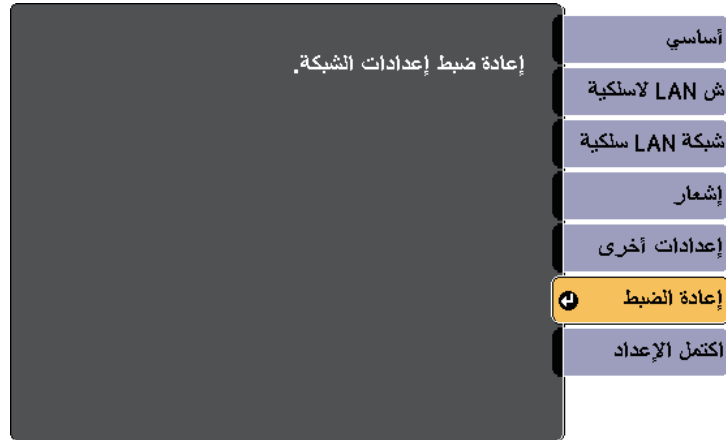 أساسي
ش LAN لاسلكية
شبكة LAN سلكية
إشعار
إعدادات أخرى
إعادة الضبط
اكتمل الإعداد
إعادة ضبط إعدادات الشبكة.